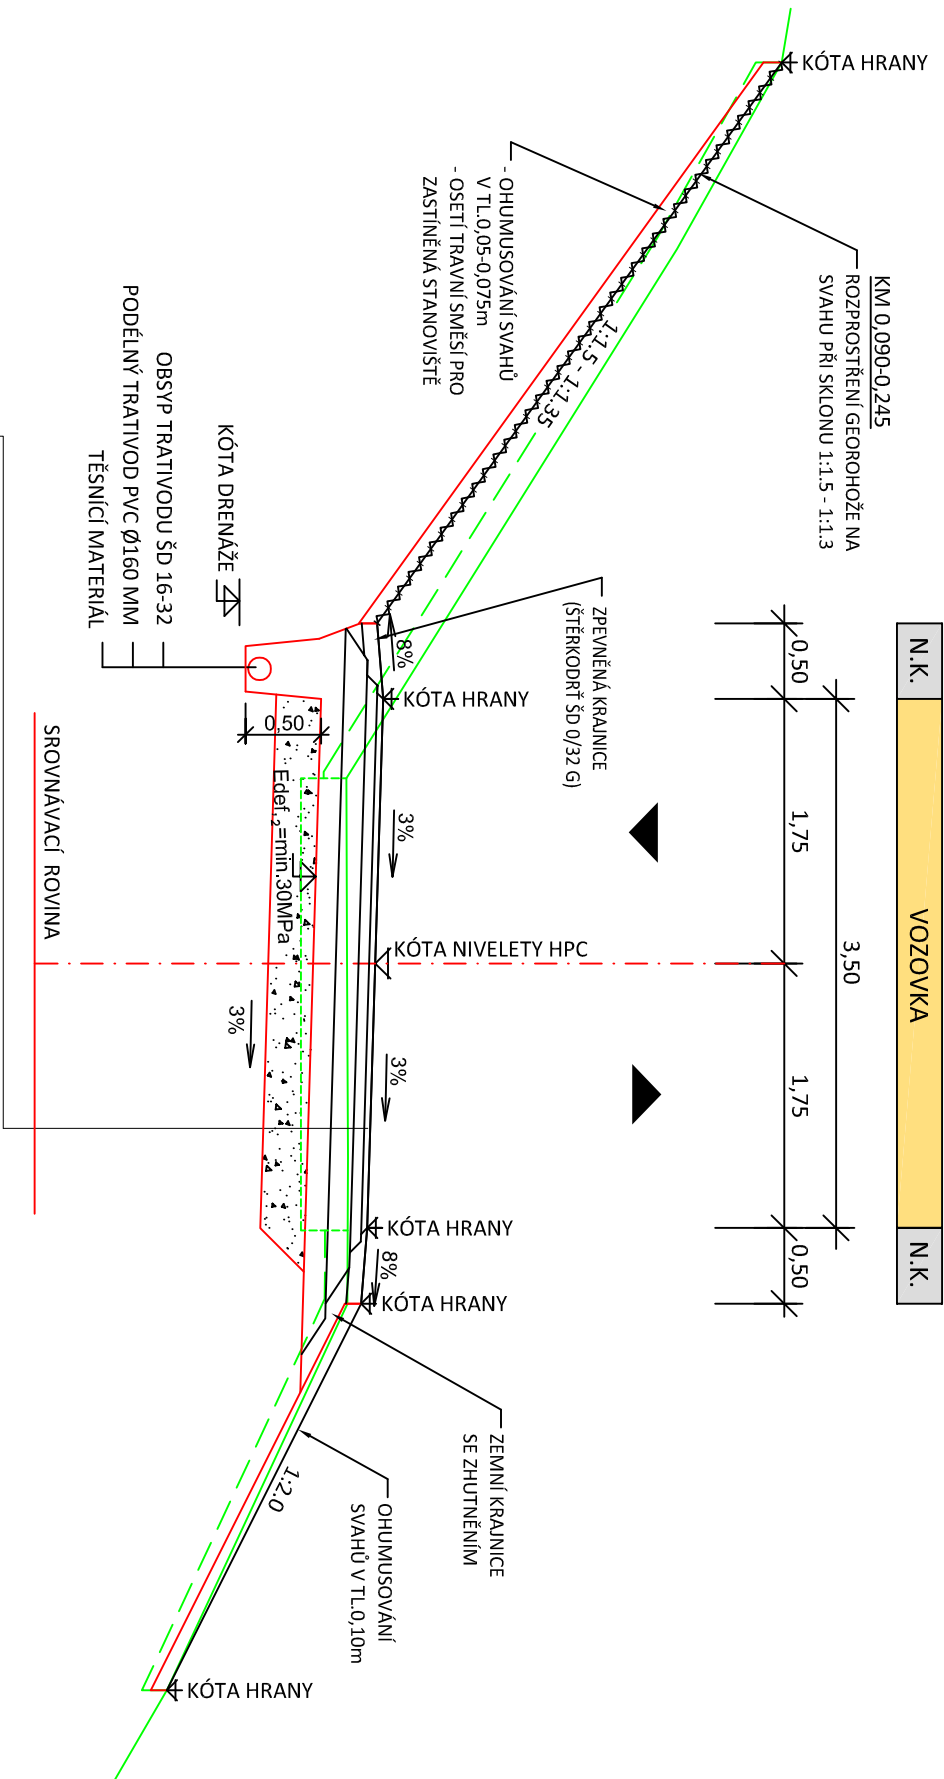 N.K.
VOZOVKA
N.K.
3,50
0,50
1,75
1,75
0,50
KM 0,090-0,245
ROZPROSTŘENÍ GEOROHOŽE NA
SVAHU PŘI SKLONU 1:1.5 - 1:1.3
KÓTA HRANY
- OHUMUSOVÁNÍ SVAHŮ
V TL.0,05-0,075m
- OSETÍ TRAVNÍ SMĚSÍ PRO
ZASTÍNĚNÁ STANOVIŠTĚ
1:1.5 - 1:1.35
ZPEVNĚNÁ KRAJNICE
(ŠTĚRKODRŤ ŠD 0/32 G)
8%
KÓTA HRANY
3%
KÓTA NIVELETY HPC
3%
KÓTA HRANY
8%
KÓTA HRANY
ZEMNÍ KRAJNICE
SE ZHUTNĚNÍM
OHUMUSOVÁNÍ
SVAHŮ V TL.0,10m
1:2.0
KÓTA HRANY
0,50
Edef,2=min.30MPa
3%
KÓTA DRENÁŽE
OBSYP TRATIVODU ŠD 16-32
PODÉLNÝ TRATIVOD PVC Ø160 MM
TĚSNÍCÍ MATERIÁL
SROVNÁVACÍ ROVINA